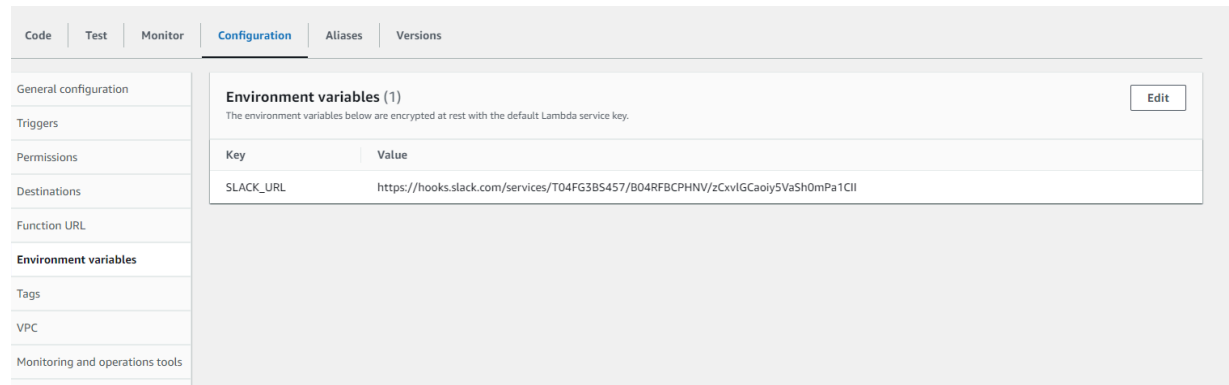 Code Test Monitor Configuration Aliases Versions
General configuration
Triggers
Permissions
Destinations
Function URL
Environment variables
Tags
VPC
Monitoring and operations tools
Environment variables (1)
Edit
The environment variables below are encrypted at rest with the default Lambda service key.
Key Value
SLACK_URL https://hooks.slack.com/services/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